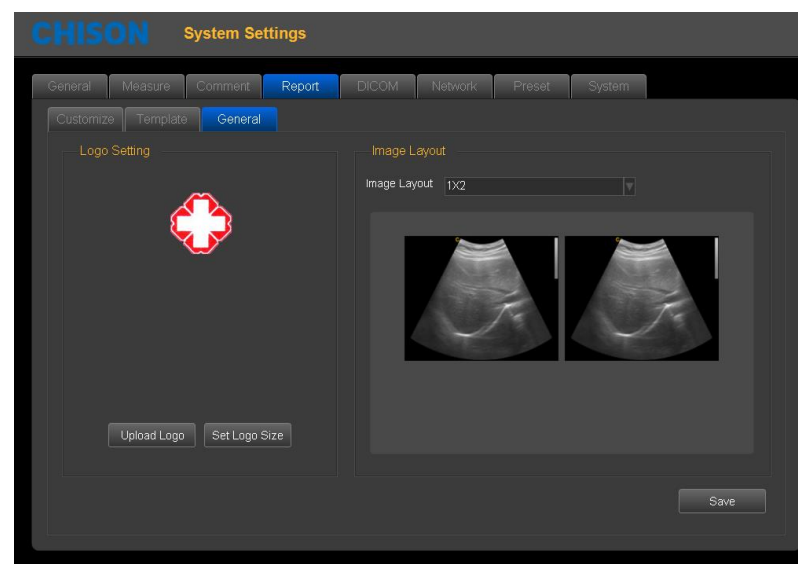 CHISON System Settings
General Measure Comment Report DICOM Network Preset System
Customize Template General
Logo Setting
Upload Logo Set Logo Size
Image Layout
Image Layout 1X2
Save